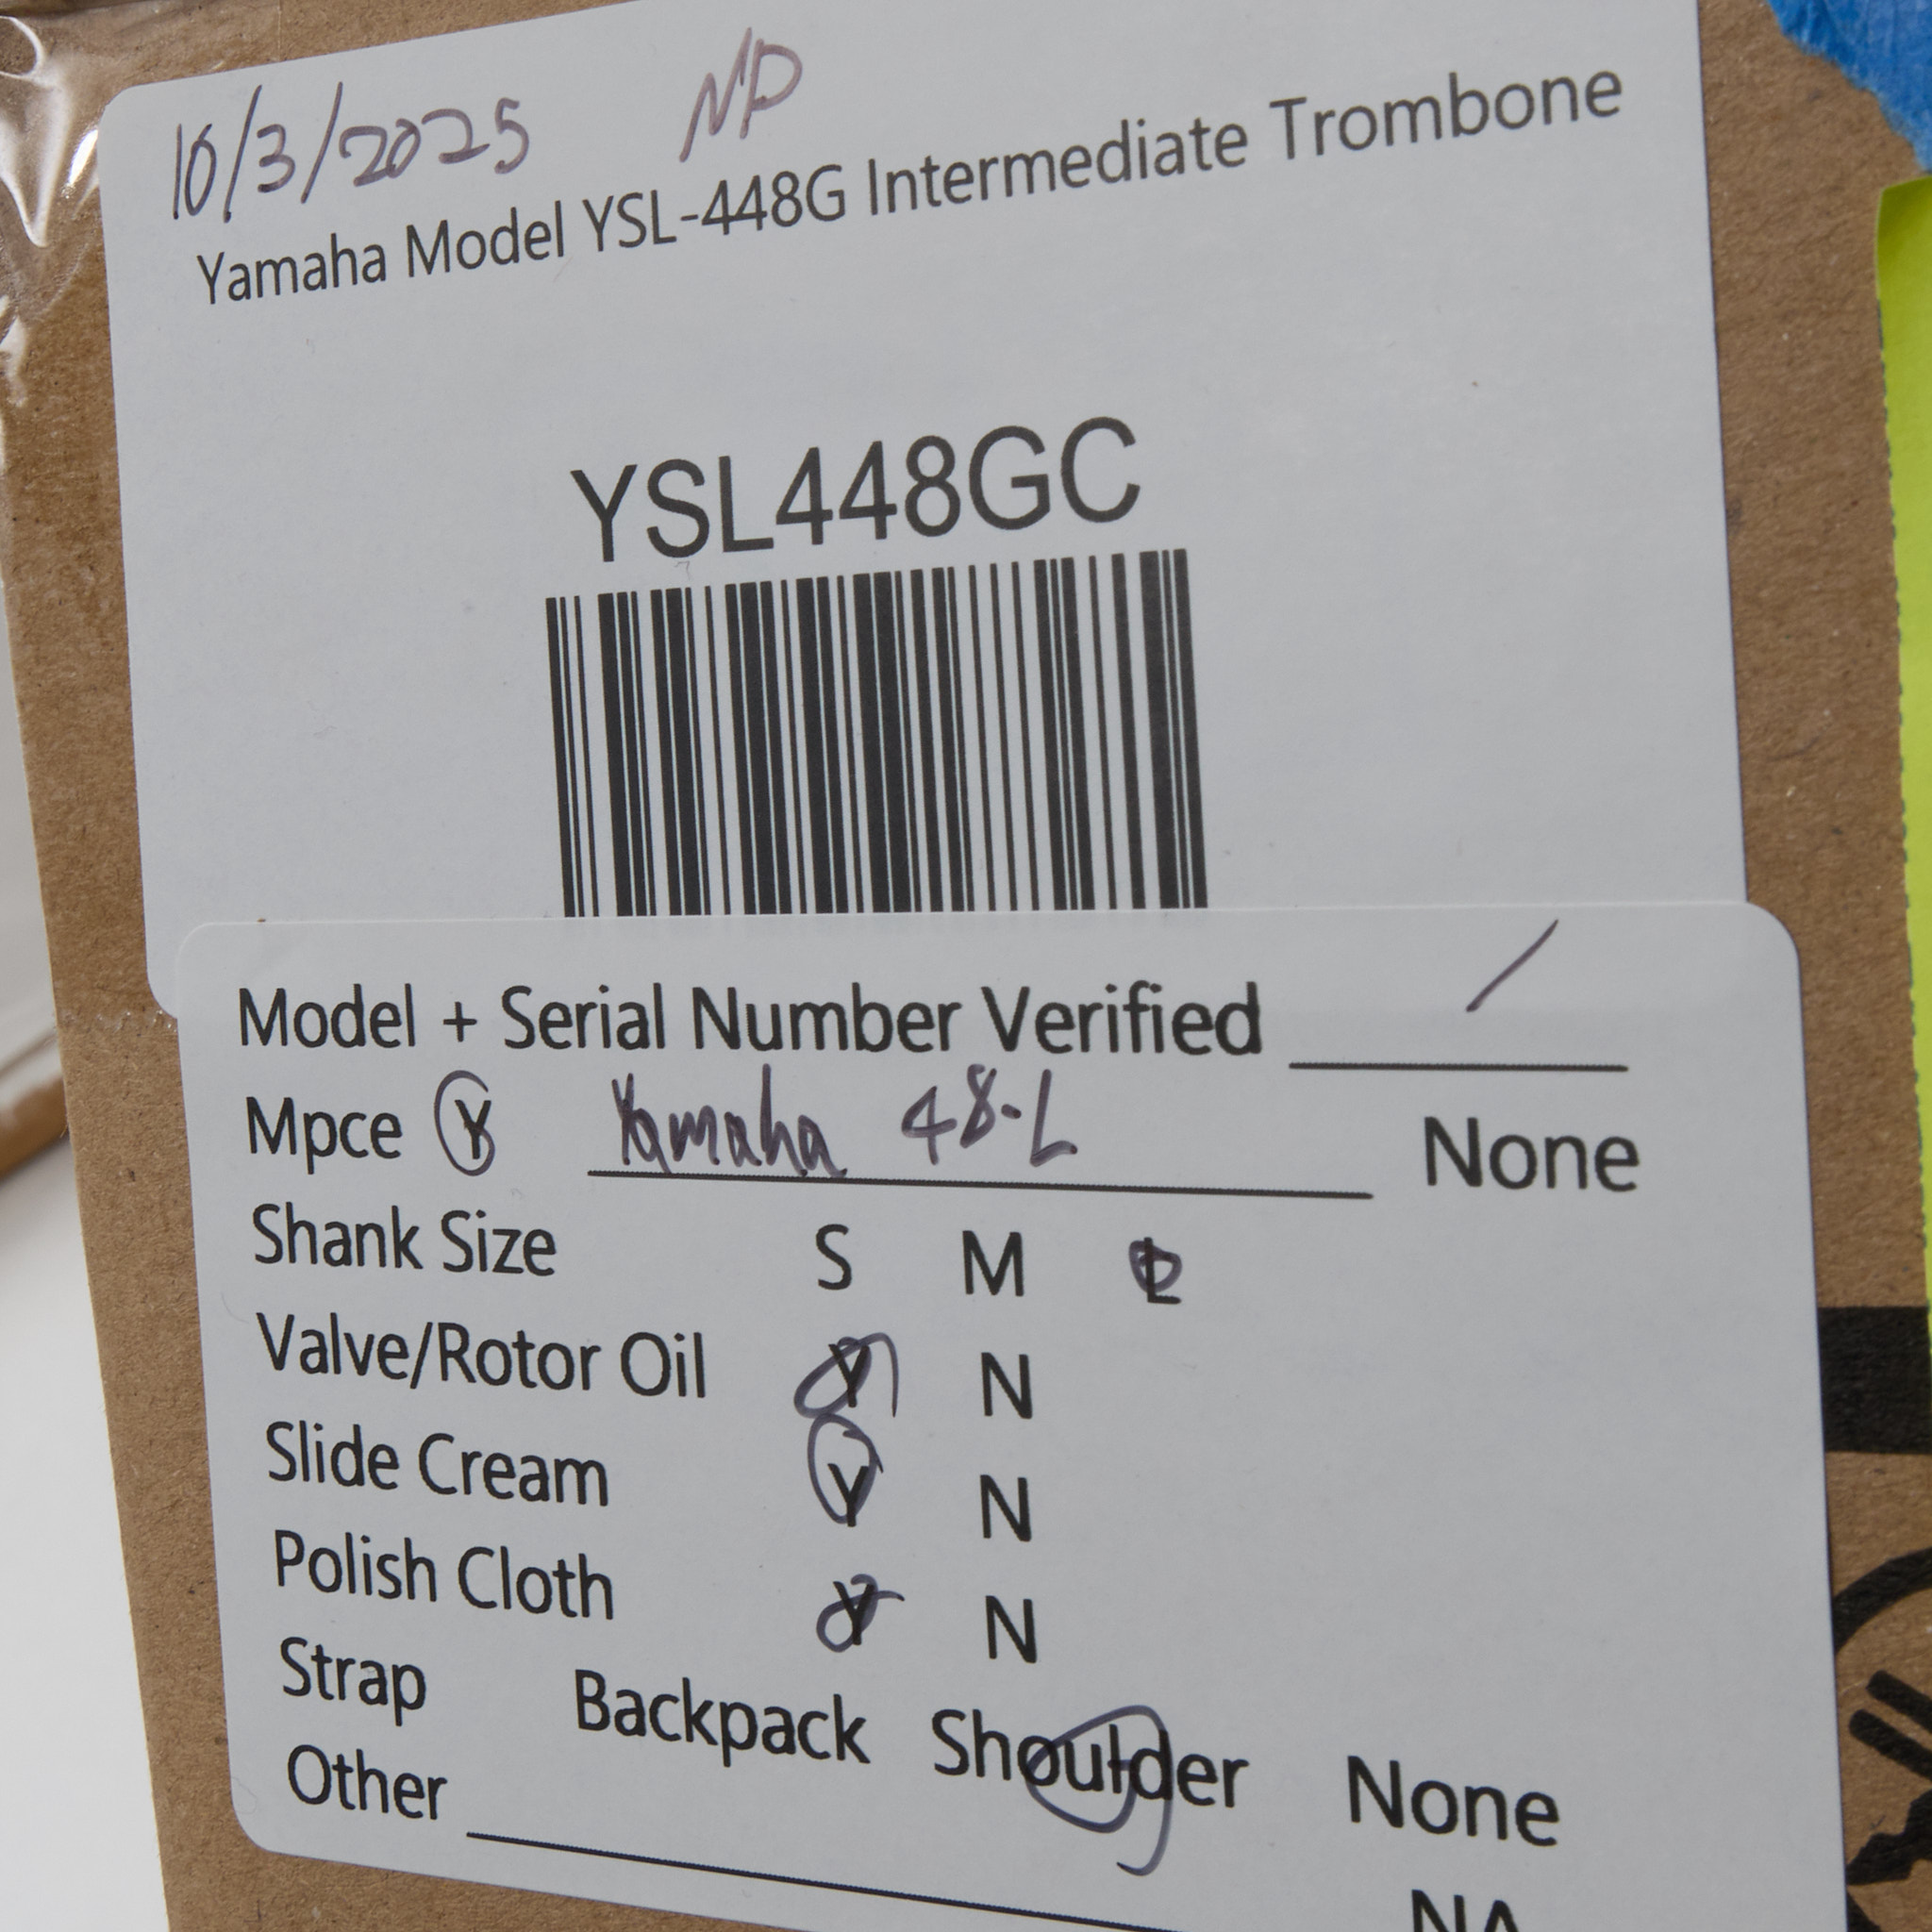 10/3/2025 NP
Yamaha Model YSL-448G Intermediate Trombone
YSL448GC
Model + Serial Number Verified /
Mpce Y Yamaha 48-L None
Shank Size S M L
Valve/Rotor Oil Y N
Slide Cream Y N
Polish Cloth Y N
Strap Backpack Shoulder None
Other NA